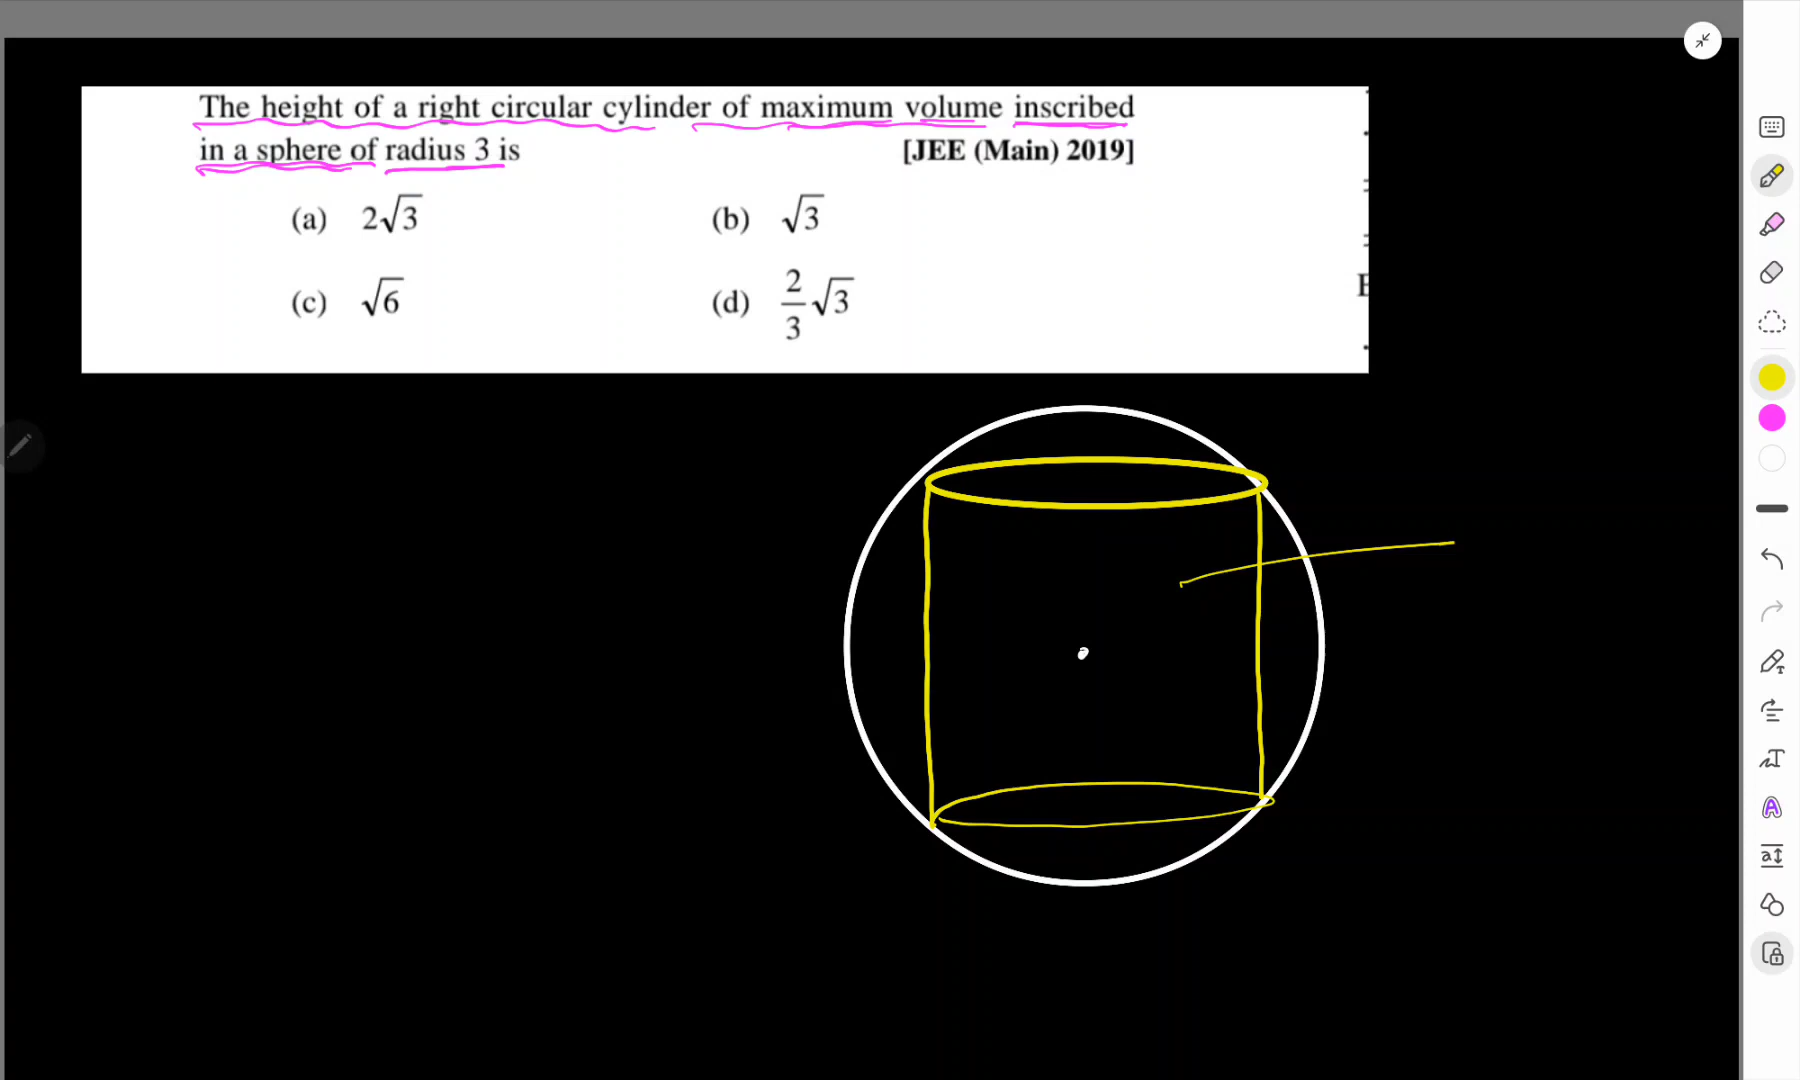 The height of a right circular cylinder of maximum volume inscribed
in a sphere of radius 3 is [JEE (Main) 2019]
(a) 2√3 (b) √3
(c) √6 (d) 2/3 √3